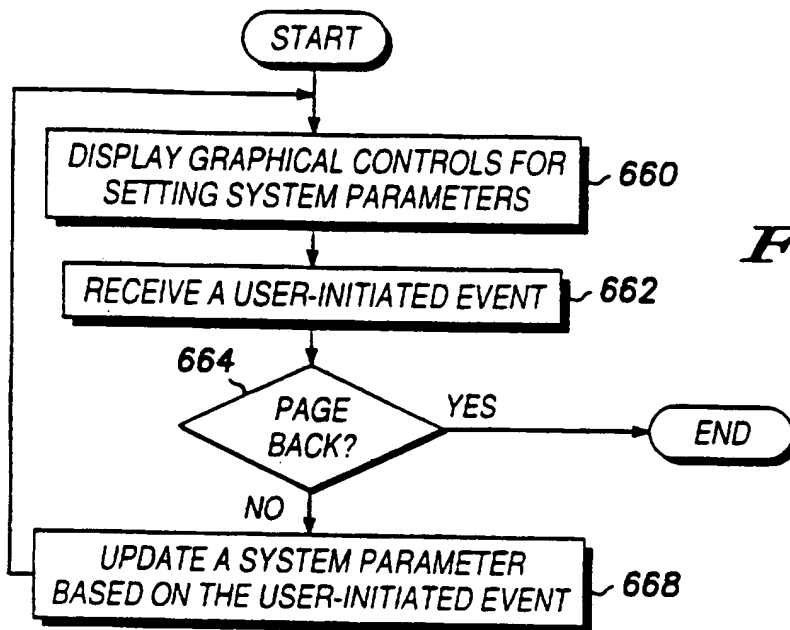 START
DISPLAY GRAPHICAL CONTROLS FOR
SETTING SYSTEM PARAMETERS
660
F
RECEIVE A USER-INITIATED EVENT
662
664
PAGE
BACK?
YES
END
NO
UPDATE A SYSTEM PARAMETER
BASED ON THE USER-INITIATED EVENT
668